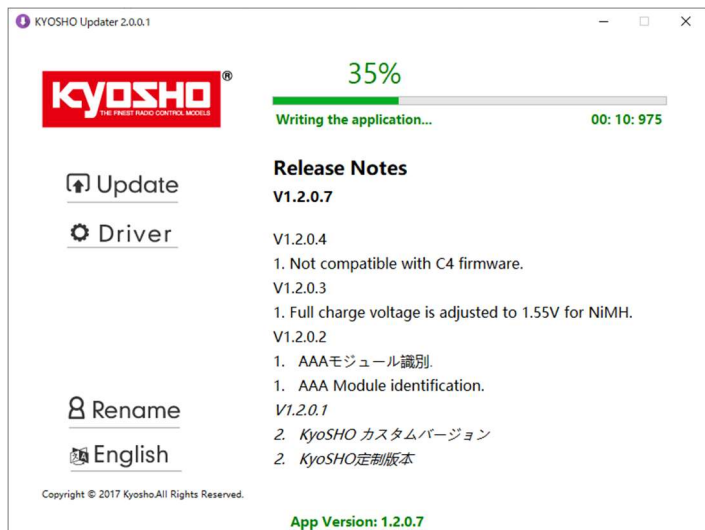 KYOSHO Updater 2.0.0.1
KYOSHO
®
THE FINEST RADIO CONTROL MODELS
35%
Writing the application...
00: 10: 975
Update
Driver
Rename
English
Copyright © 2017 Kyosho.All Rights Reserved.
Release Notes
V1.2.0.7
V1.2.0.4
1. Not compatible with C4 firmware.
V1.2.0.3
1. Full charge voltage is adjusted to 1.55V for NiMH.
V1.2.0.2
1. AAAモジュール識別.
1. AAA Module identification.
V1.2.0.1
2. KyoSHO カスタムバージョン
2. KyoSHO定制版本
App Version: 1.2.0.7